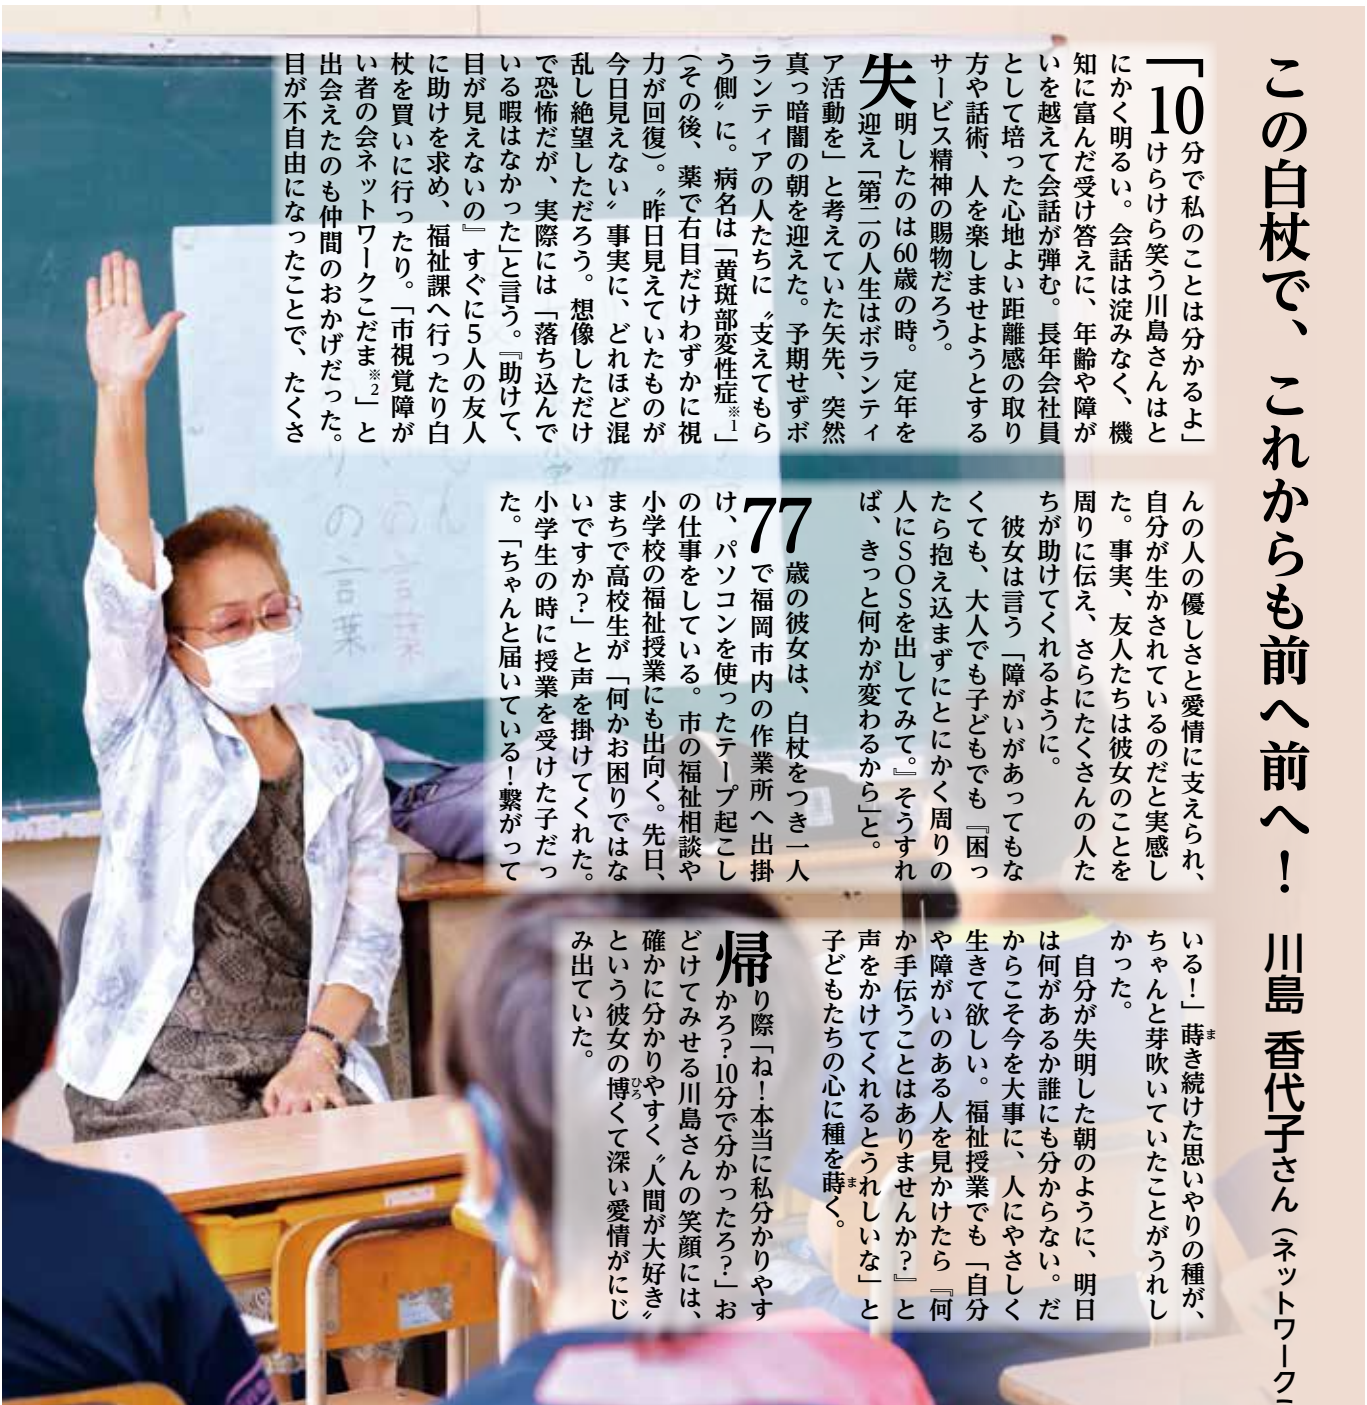 この白杖で、これからも前へ前へ！ 川島 香代子さん（ネットワーク
「10分で私のことは分かるよ」
けらけら笑う川島さんはと
にかく明るい。会話は淀みなく、機
知に富んだ受け答えに、年齢や障が
いを越えて会話が弾む。長年会社員
として培った心地よい距離感の取り
方や話術、人を楽しませようとする
サービス精神の賜物だろう。
失明したのは60歳の時。定年を
迎え「第二の人生はボランティ
ア活動を」と考えていた矢先、突然
真っ暗闇の朝を迎えた。予期せずボ
ランティアの人たちに〝支えてもら
う側〟に。病名は「黄斑部変性症※1」
（その後、薬で右目だけわずかに視
力が回復）。〝昨日見えていたものが
今日見えない〟事実に、どれほど混
乱し絶望しただろう。想像しただけ
で恐怖だが、実際には「落ち込んで
いる暇はなかった」と言う。『助けて、
目が見えないの』すぐに5人の友人
に助けを求め、福祉課へ行ったり白
杖を買いに行ったり。「市視覚障が
い者の会ネットワークこだま※2」と
出会えたのも仲間のおかげだった。
目が不自由になったことで、たくさ
んの人の優しさと愛情に支えられ、
自分が生かされているのだと実感し
た。事実、友人たちは彼女のことを
周りに伝え、さらにたくさんの人た
ちが助けてくれるように。
彼女は言う「障がいがあってもな
くても、大人でも子どもでも『困っ
たら抱え込まずにとにかく周りの
人にSOSを出してみて。』そうすれ
ば、きっと何かが変わるから」と。
77歳の彼女は、白杖をつき一人
で福岡市内の作業所へ出掛
け、パソコンを使ったテープ起こし
の仕事をしている。市の福祉相談や
小学校の福祉授業にも出向く。先日、
まちで高校生が「何かお困りではな
いですか？」と声を掛けてくれた。
小学生の時に授業を受けた子だっ
た。「ちゃんと届いている！繋がって
いる！」蒔き続けた思いやりの種が、
ちゃんと芽吹いていたことがうれし
かった。
自分が失明した朝のように、明日
は何があるか誰にも分からない。だ
からこそ今を大事に、人にやさしく
生きて欲しい。福祉授業でも「自分
や障がいのある人を見かけたら『何
か手伝うことはありませんか？』と
声をかけてくれるとうれしいな」と
子どもたちの心に種を蒔く。
帰り際「ね！本当に私分かりやす
かろ？10分で分かったろ？」お
どけてみせる川島さんの笑顔には、
確かに分かりやすく〝人間が大好き〟
という彼女の博くて深い愛情がにじ
み出ていた。
の言葉
りの言葉